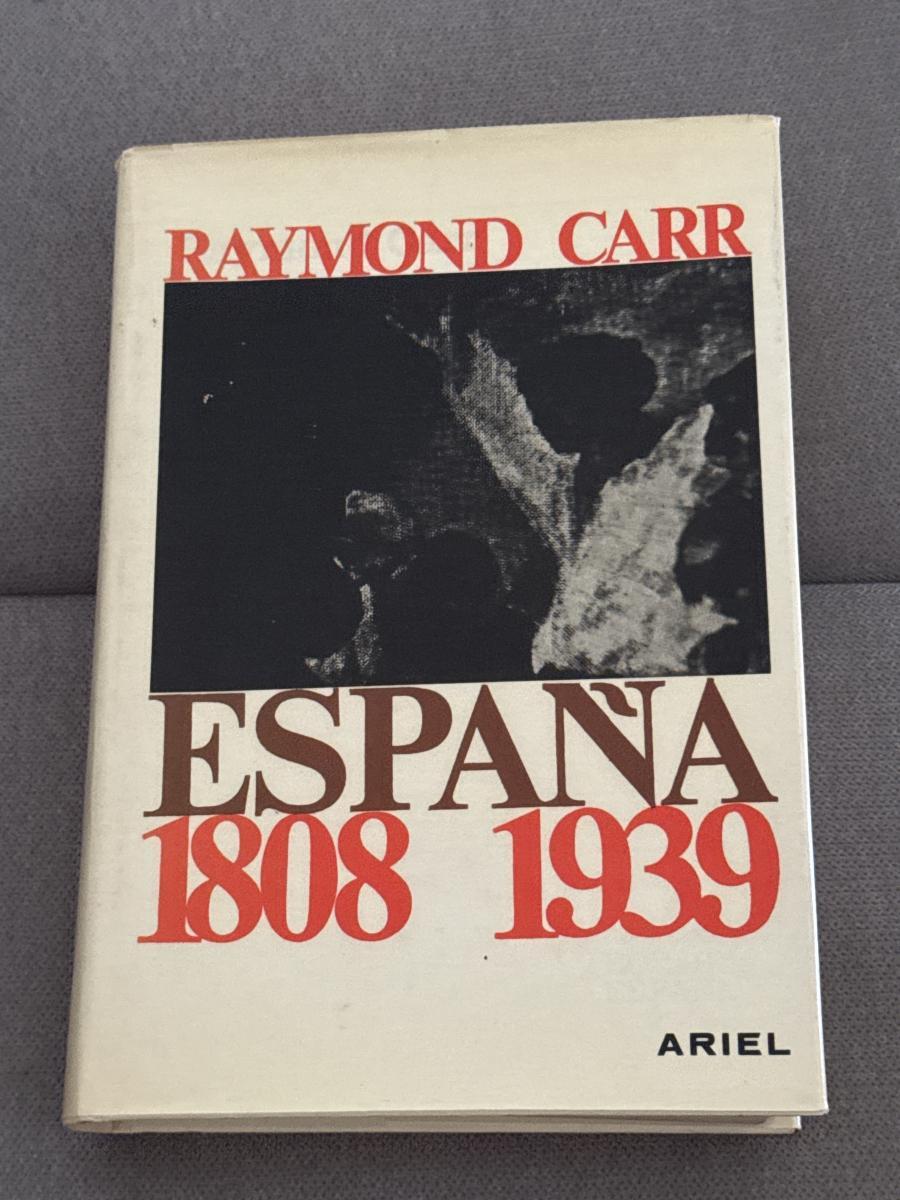 RAYMOND CARR
ESPAÑA
1808 1939
ARIEL